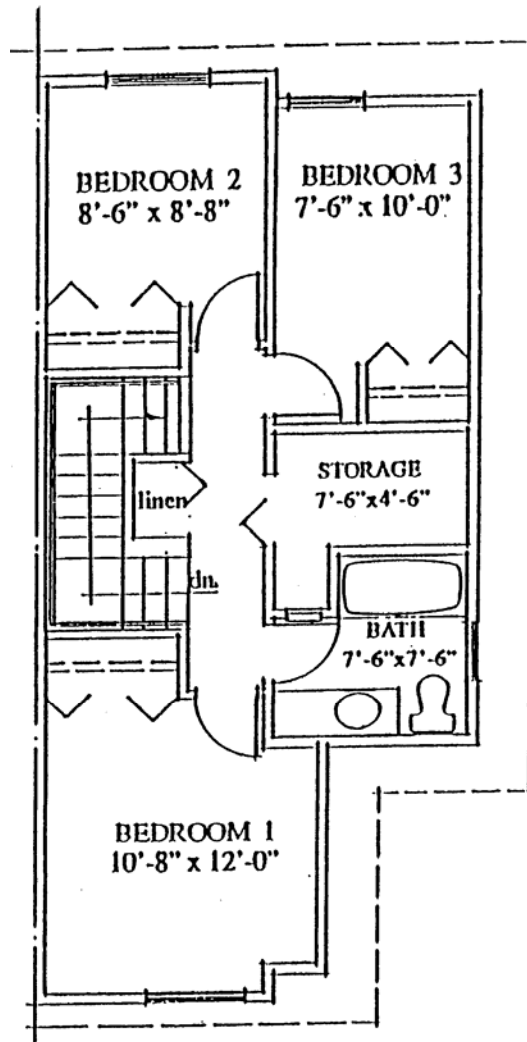 BEDROOM 2
8'-6" x 8'-8"
BEDROOM 3
7'-6" x 10'-0"
STORAGE
7'-6"x4'-6"
linen
dn.
BATH
7'-6"x7'-6"
BEDROOM 1
10'-8" x 12'-0"